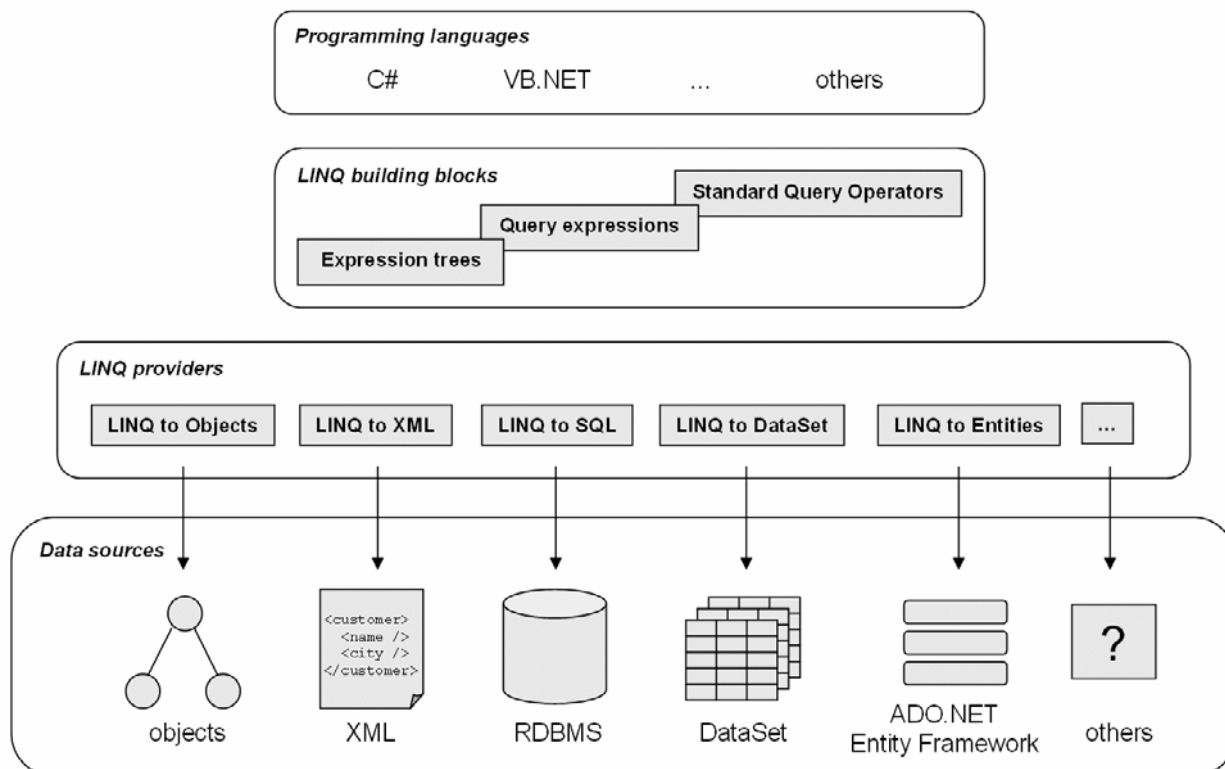 Programming languages
C# VB.NET ... others
LINQ building blocks
Standard Query Operators
Query expressions
Expression trees
LINQ providers
LINQ to Objects LINQ to XML LINQ to SQL LINQ to DataSet LINQ to Entities ...
Data sources
<customer>
<name />
<city />
</customer>
?
objects XML RDBMS DataSet ADO.NET
Entity Framework others